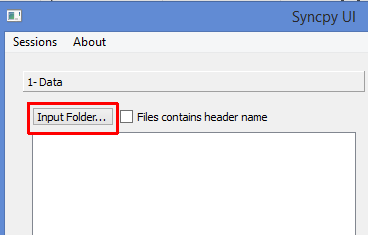 Syncpy UI
Sessions About
1- Data
Input Folder... Files contains header name